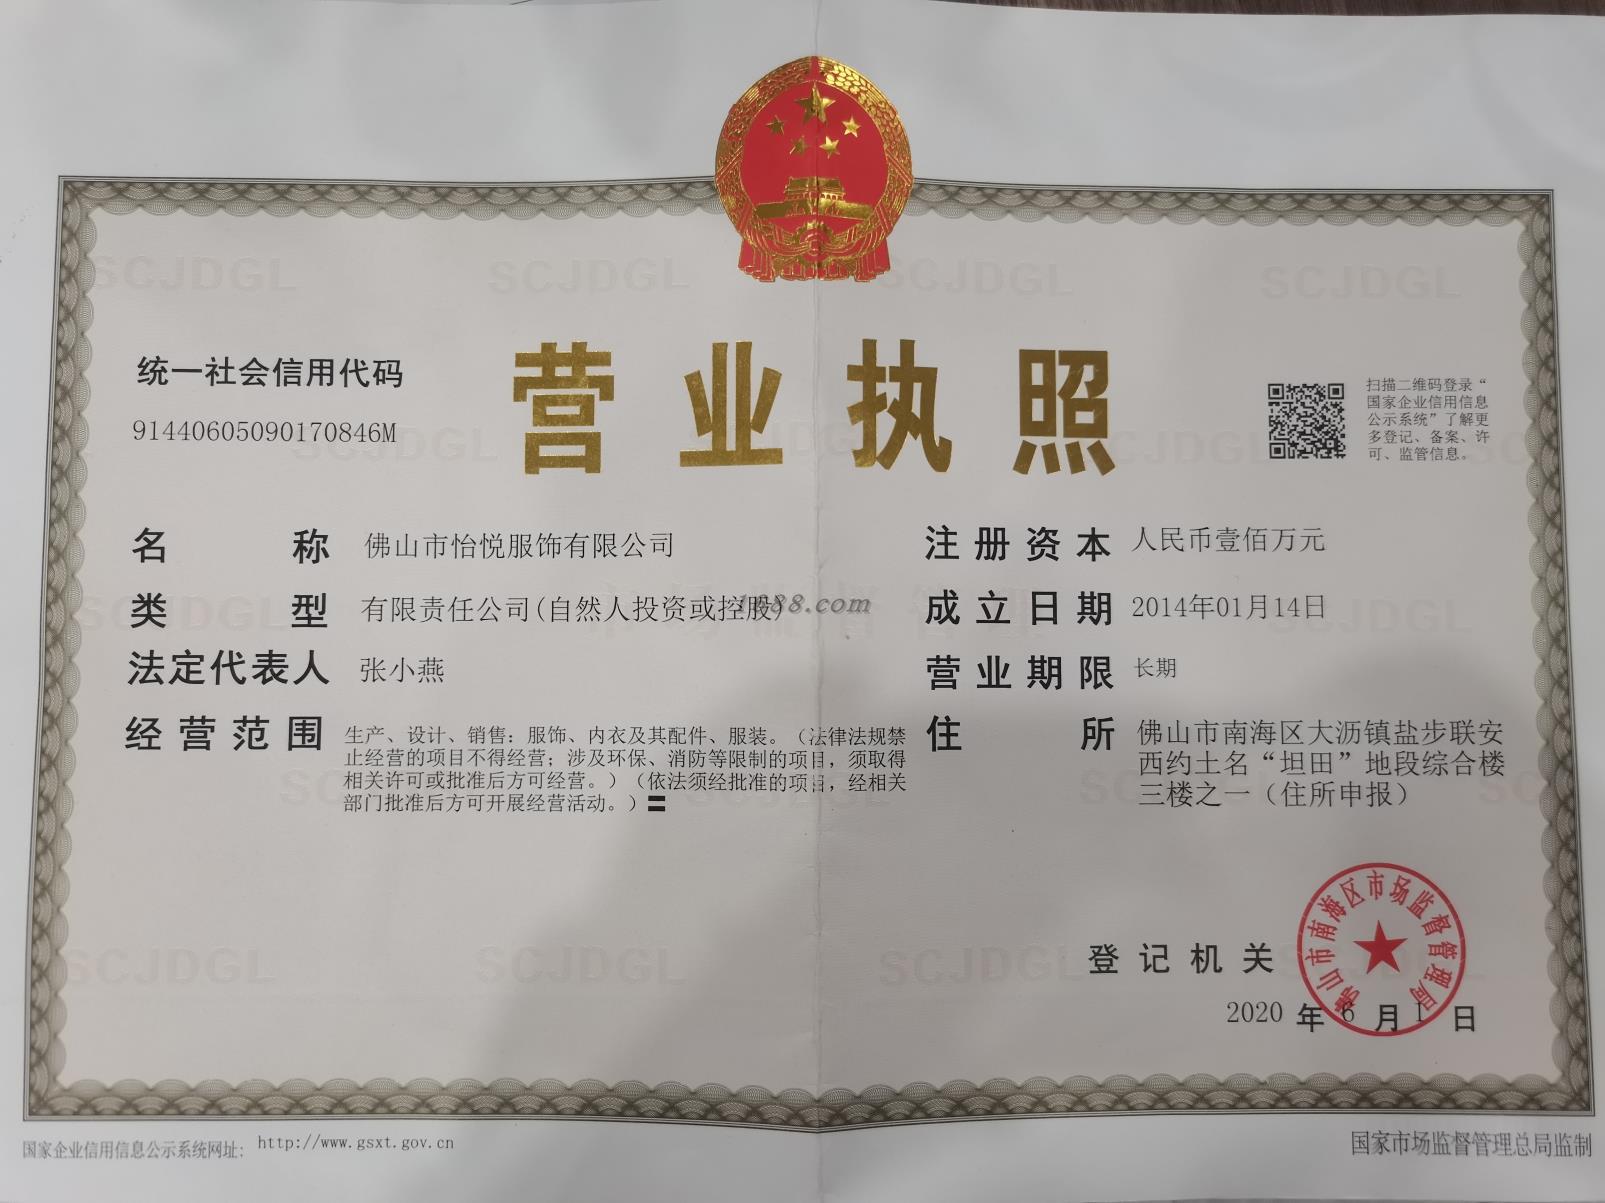 营业执照
统一社会信用代码
91440605090170846M
扫描二维码登录“
国家企业信用信息
公示系统”了解更
多登记、备案、许
可、监管信息。
名称 佛山市怡悦服饰有限公司
类型 有限责任公司(自然人投资或控股)
法定代表人 张小燕
经营范围 生产、设计、销售：服饰、内衣及其配件、服装。（法律法规禁
止经营的项目不得经营；涉及环保、消防等限制的项目，须取得
相关许可或批准后方可经营。）（依法须经批准的项目，经相关
部门批准后方可开展经营活动。）〓
注册资本 人民币壹佰万元
成立日期 2014年01月14日
营业期限 长期
住所 佛山市南海区大沥镇盐步联安
西约土名“坦田”地段综合楼
三楼之一（住所申报）
1688.com
登记机关
佛山市南海区市场监督管理局
2020年6月1日
国家企业信用信息公示系统网址: http://www.gsxt.gov.cn
国家市场监督管理总局监制
SCJDGL